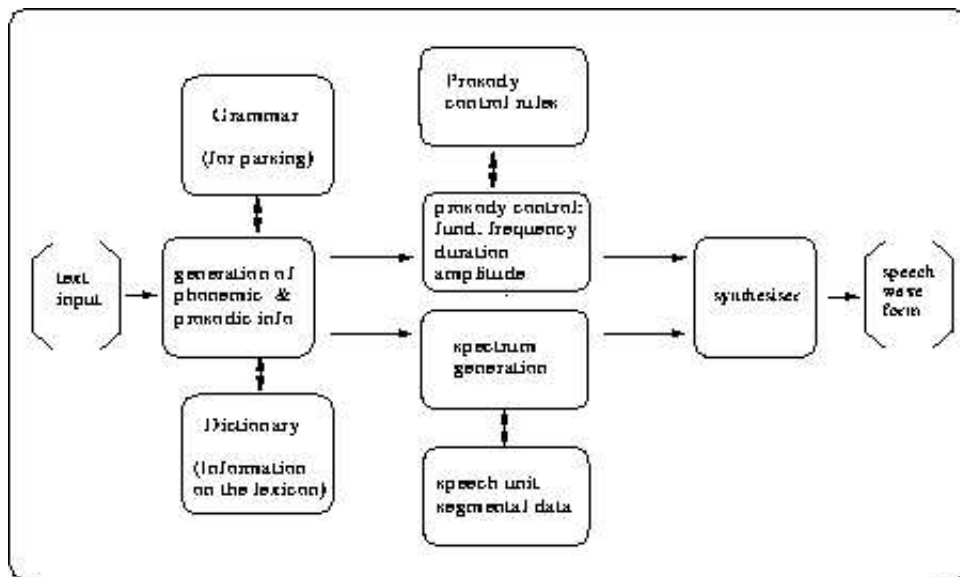 Grammar
(for parsing)
Prosody
control rules
text
input
generation of
phonemic &
prosodic info
prosody control:
fund. frequency
duration
amplitude
spectrum
generation
synthesiser
speech
wave
form
Dictionary
(Information
on the lexicon)
speech unit
segmental data